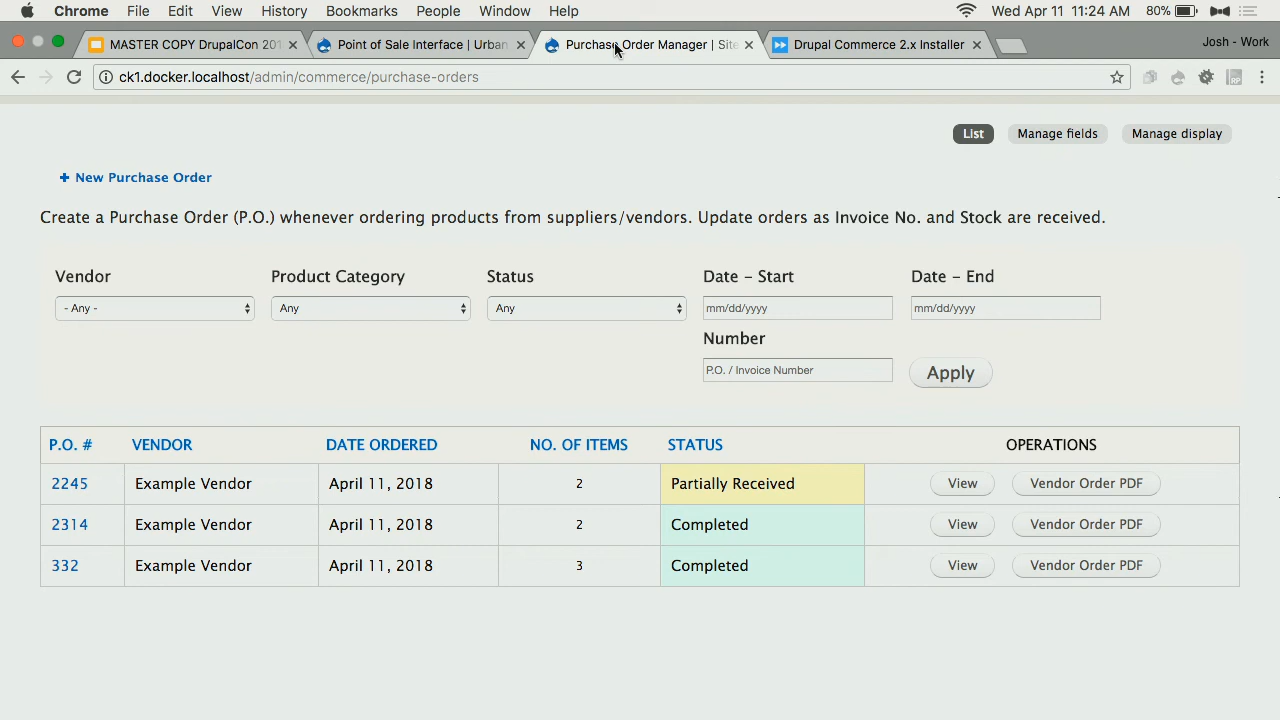 Chrome File Edit View History Bookmarks People Window Help Wed Apr 11 11:24 AM 80%
MASTER COPY DrupalCon 201 Point of Sale Interface | Urban Purchase Order Manager | Site Drupal Commerce 2.x Installer Josh - Work
ck1.docker.localhost/admin/commerce/purchase-orders
List Manage fields Manage display
+ New Purchase Order
Create a Purchase Order (P.O.) whenever ordering products from suppliers/vendors. Update orders as Invoice No. and Stock are received.
Vendor Product Category Status Date – Start Date – End
- Any - Any Any mm/dd/yyyy mm/dd/yyyy
Number
P.O. / Invoice Number Apply
P.O. # VENDOR DATE ORDERED NO. OF ITEMS STATUS OPERATIONS
2245 Example Vendor April 11, 2018 2 Partially Received View Vendor Order PDF
2314 Example Vendor April 11, 2018 2 Completed View Vendor Order PDF
332 Example Vendor April 11, 2018 3 Completed View Vendor Order PDF